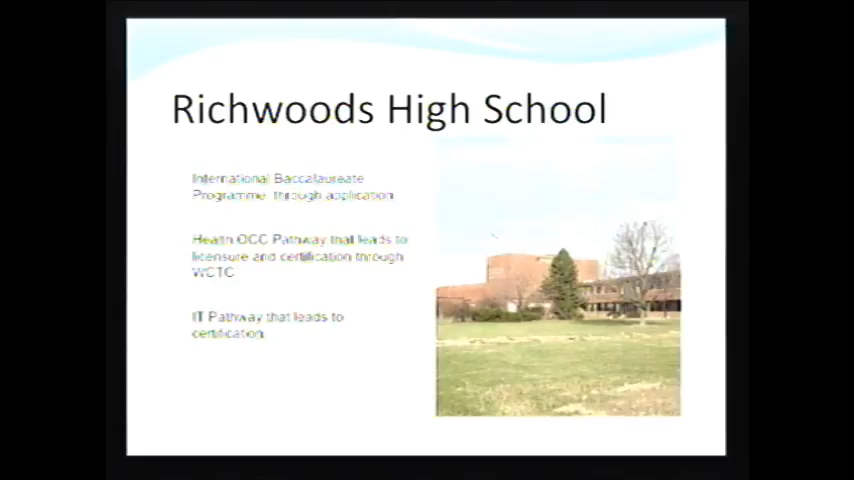 Richwoods High School
International Baccalaureate
Programme through application
Health OCC Pathway that leads to
licensure and certification through
WCTC
IT Pathway that leads to
certification